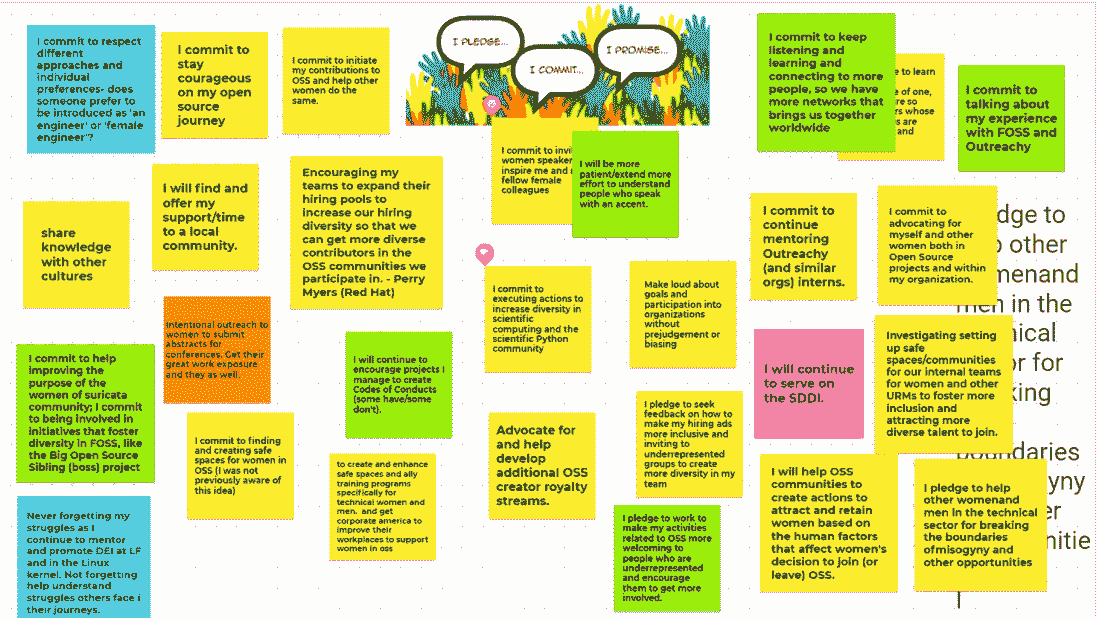 I commit to respect
different
approaches and
individual
preferences- does
someone prefer to
be introduced as 'an
engineer' or 'female
engineer'?
I commit to
stay
courageous
on my open
source
journey
I commit to initiate
my contributions to
OSS and help other
women do the
same.
I PLEDGE...
I COMMIT...
I PROMISE...
I commit to keep
listening and
learning and
connecting to more
people, so we have
more networks that
brings us together
worldwide
e to learn
e of one,
re so
rs whose
s are
and
I commit to
talking about
my experience
with FOSS and
Outreachy
share
knowledge
with other
cultures
I will find and
offer my
support/time
to a local
community.
Encouraging my
teams to expand their
hiring pools to
increase our hiring
diversity so that we
can get more diverse
contributors in the
OSS communities we
participate in. - Perry
Myers (Red Hat)
I commit to invi
women speaker
inspire me and
fellow female
colleagues
I will be more
patient/extend more
effort to understand
people who speak
with an accent.
I commit to
continue
mentoring
Outreachy
(and similar
orgs) interns.
I commit to
advocating for
myself and other
women both in
Open Source
projects and within
my organization.
dge to
other
menand
men in the
nical
or for
king
boundaries
yny
er
nitie
Intentional outreach to
women to submit
abstracts for
conferences. Get their
great work exposure
and they as well.
I commit to
executing actions to
increase diversity in
scientific
computing and the
scientific Python
community
Make loud about
goals and
participation into
organizations
without
prejudgement or
biasing
I commit to help
improving the
purpose of the
women of suricata
community; I commit
to being involved in
initiatives that foster
diversity in FOSS, like
the Big Open Source
Sibling (boss) project
I will continue to
encourage projects I
manage to create
Codes of Conducts
(some have/some
don't).
I will continue
to serve on
the SDDI.
Investigating setting
up safe
spaces/communities
for our internal teams
for women and other
URMs to foster more
inclusion and
attracting more
diverse talent to join.
I commit to finding
and creating safe
spaces for women in
OSS (I was not
previously aware of
this idea)
to create and enhance
safe spaces and ally
training programs
specifically for
technical women and
men. and get
corporate america to
improve their
workplaces to support
women in oss
Advocate for
and help
develop
additional OSS
creator royalty
streams.
I pledge to seek
feedback on how to
make my hiring ads
more inclusive and
inviting to
underrepresented
groups to create
more diversity in my
team
Never forgetting my
struggles as I
continue to mentor
and promote DEI at LF
and in the Linux
kernel. Not forgetting
help understand
struggles others face i
their journeys.
I pledge to work to
make my activities
related to OSS more
welcoming to
people who are
underrepresented
and encourage
them to get more
involved.
I will help OSS
communities to
create actions to
attract and retain
women based on
the human factors
that affect women's
decision to join (or
leave) OSS.
I pledge to help
other womenand
men in the technical
sector for breaking
the boundaries
ofmisogyny and
other opportunities